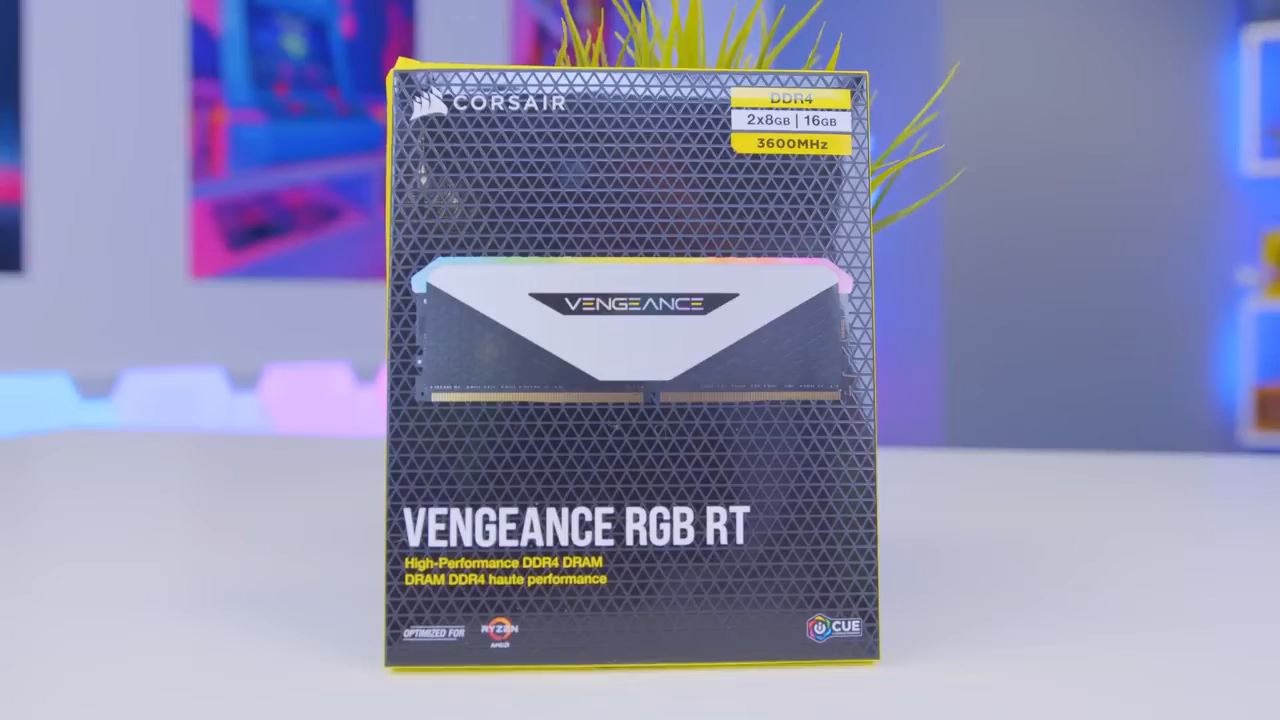 CORSAIR
DDR4
2x8GB | 16GB
3600MHz
VENGEANCE
VENGEANCE RGB RT
High-Performance DDR4 DRAM
DRAM DDR4 haute performance
OPTIMIZED FOR
RYZEN
AMD
CUE